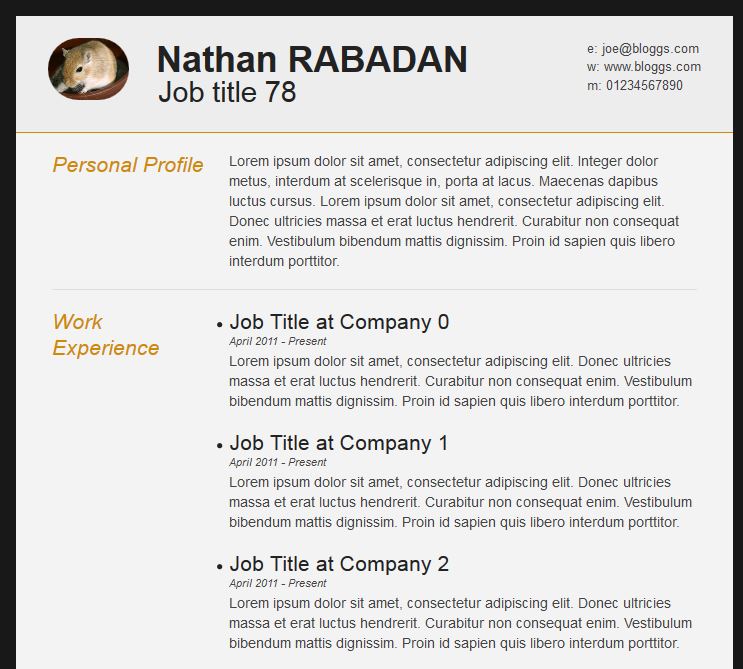 Nathan RABADAN
Job title 78
e: joe@bloggs.com
w: www.bloggs.com
m: 01234567890
Personal Profile
Lorem ipsum dolor sit amet, consectetur adipiscing elit. Integer dolor
metus, interdum at scelerisque in, porta at lacus. Maecenas dapibus
luctus cursus. Lorem ipsum dolor sit amet, consectetur adipiscing elit.
Donec ultricies massa et erat luctus hendrerit. Curabitur non consequat
enim. Vestibulum bibendum mattis dignissim. Proin id sapien quis libero
interdum porttitor.
Work
Experience
• Job Title at Company 0
April 2011 - Present
Lorem ipsum dolor sit amet, consectetur adipiscing elit. Donec ultricies
massa et erat luctus hendrerit. Curabitur non consequat enim. Vestibulum
bibendum mattis dignissim. Proin id sapien quis libero interdum porttitor.
• Job Title at Company 1
April 2011 - Present
Lorem ipsum dolor sit amet, consectetur adipiscing elit. Donec ultricies
massa et erat luctus hendrerit. Curabitur non consequat enim. Vestibulum
bibendum mattis dignissim. Proin id sapien quis libero interdum porttitor.
• Job Title at Company 2
April 2011 - Present
Lorem ipsum dolor sit amet, consectetur adipiscing elit. Donec ultricies
massa et erat luctus hendrerit. Curabitur non consequat enim. Vestibulum
bibendum mattis dignissim. Proin id sapien quis libero interdum porttitor.